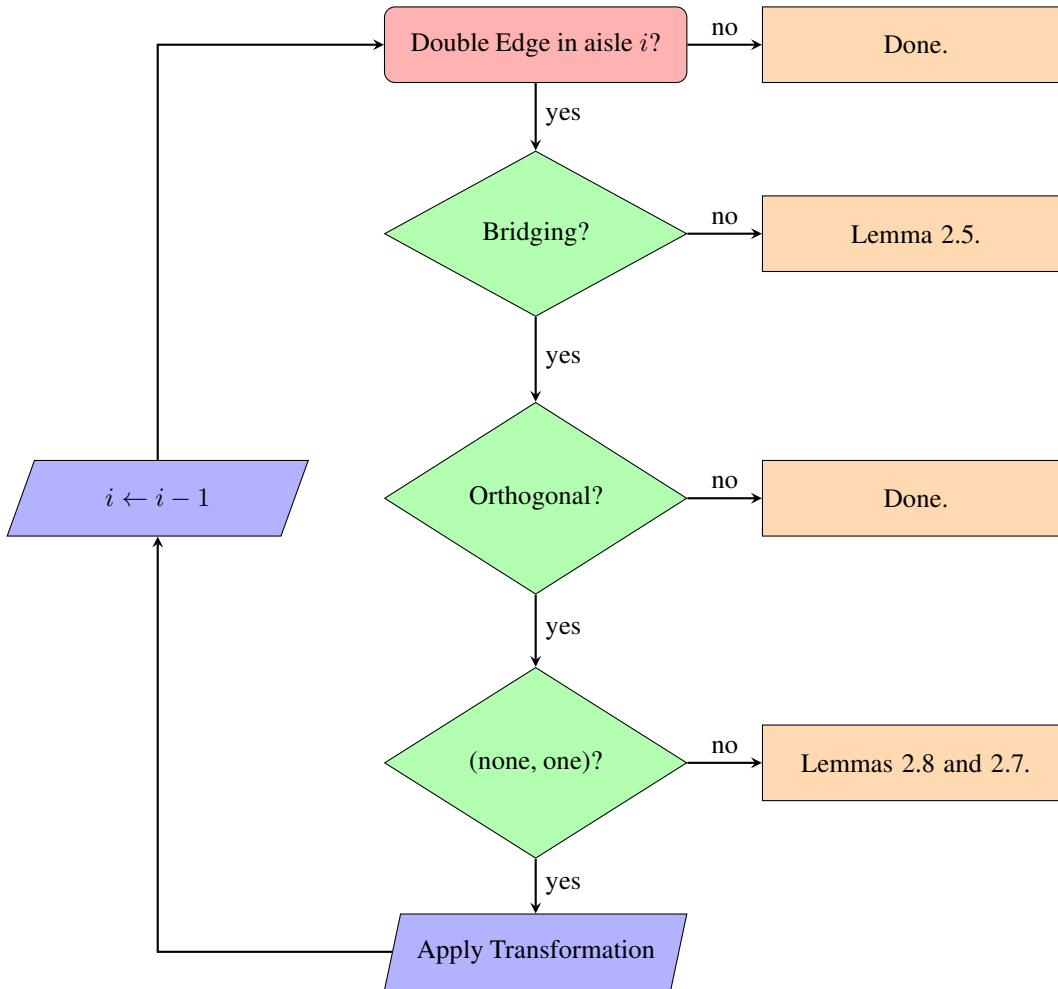 Double Edge in aisle i?
no
Done.
yes
Bridging?
no
Lemma 2.5.
yes
i ← i − 1
Orthogonal?
no
Done.
yes
(none, one)?
no
Lemmas 2.8 and 2.7.
yes
Apply Transformation